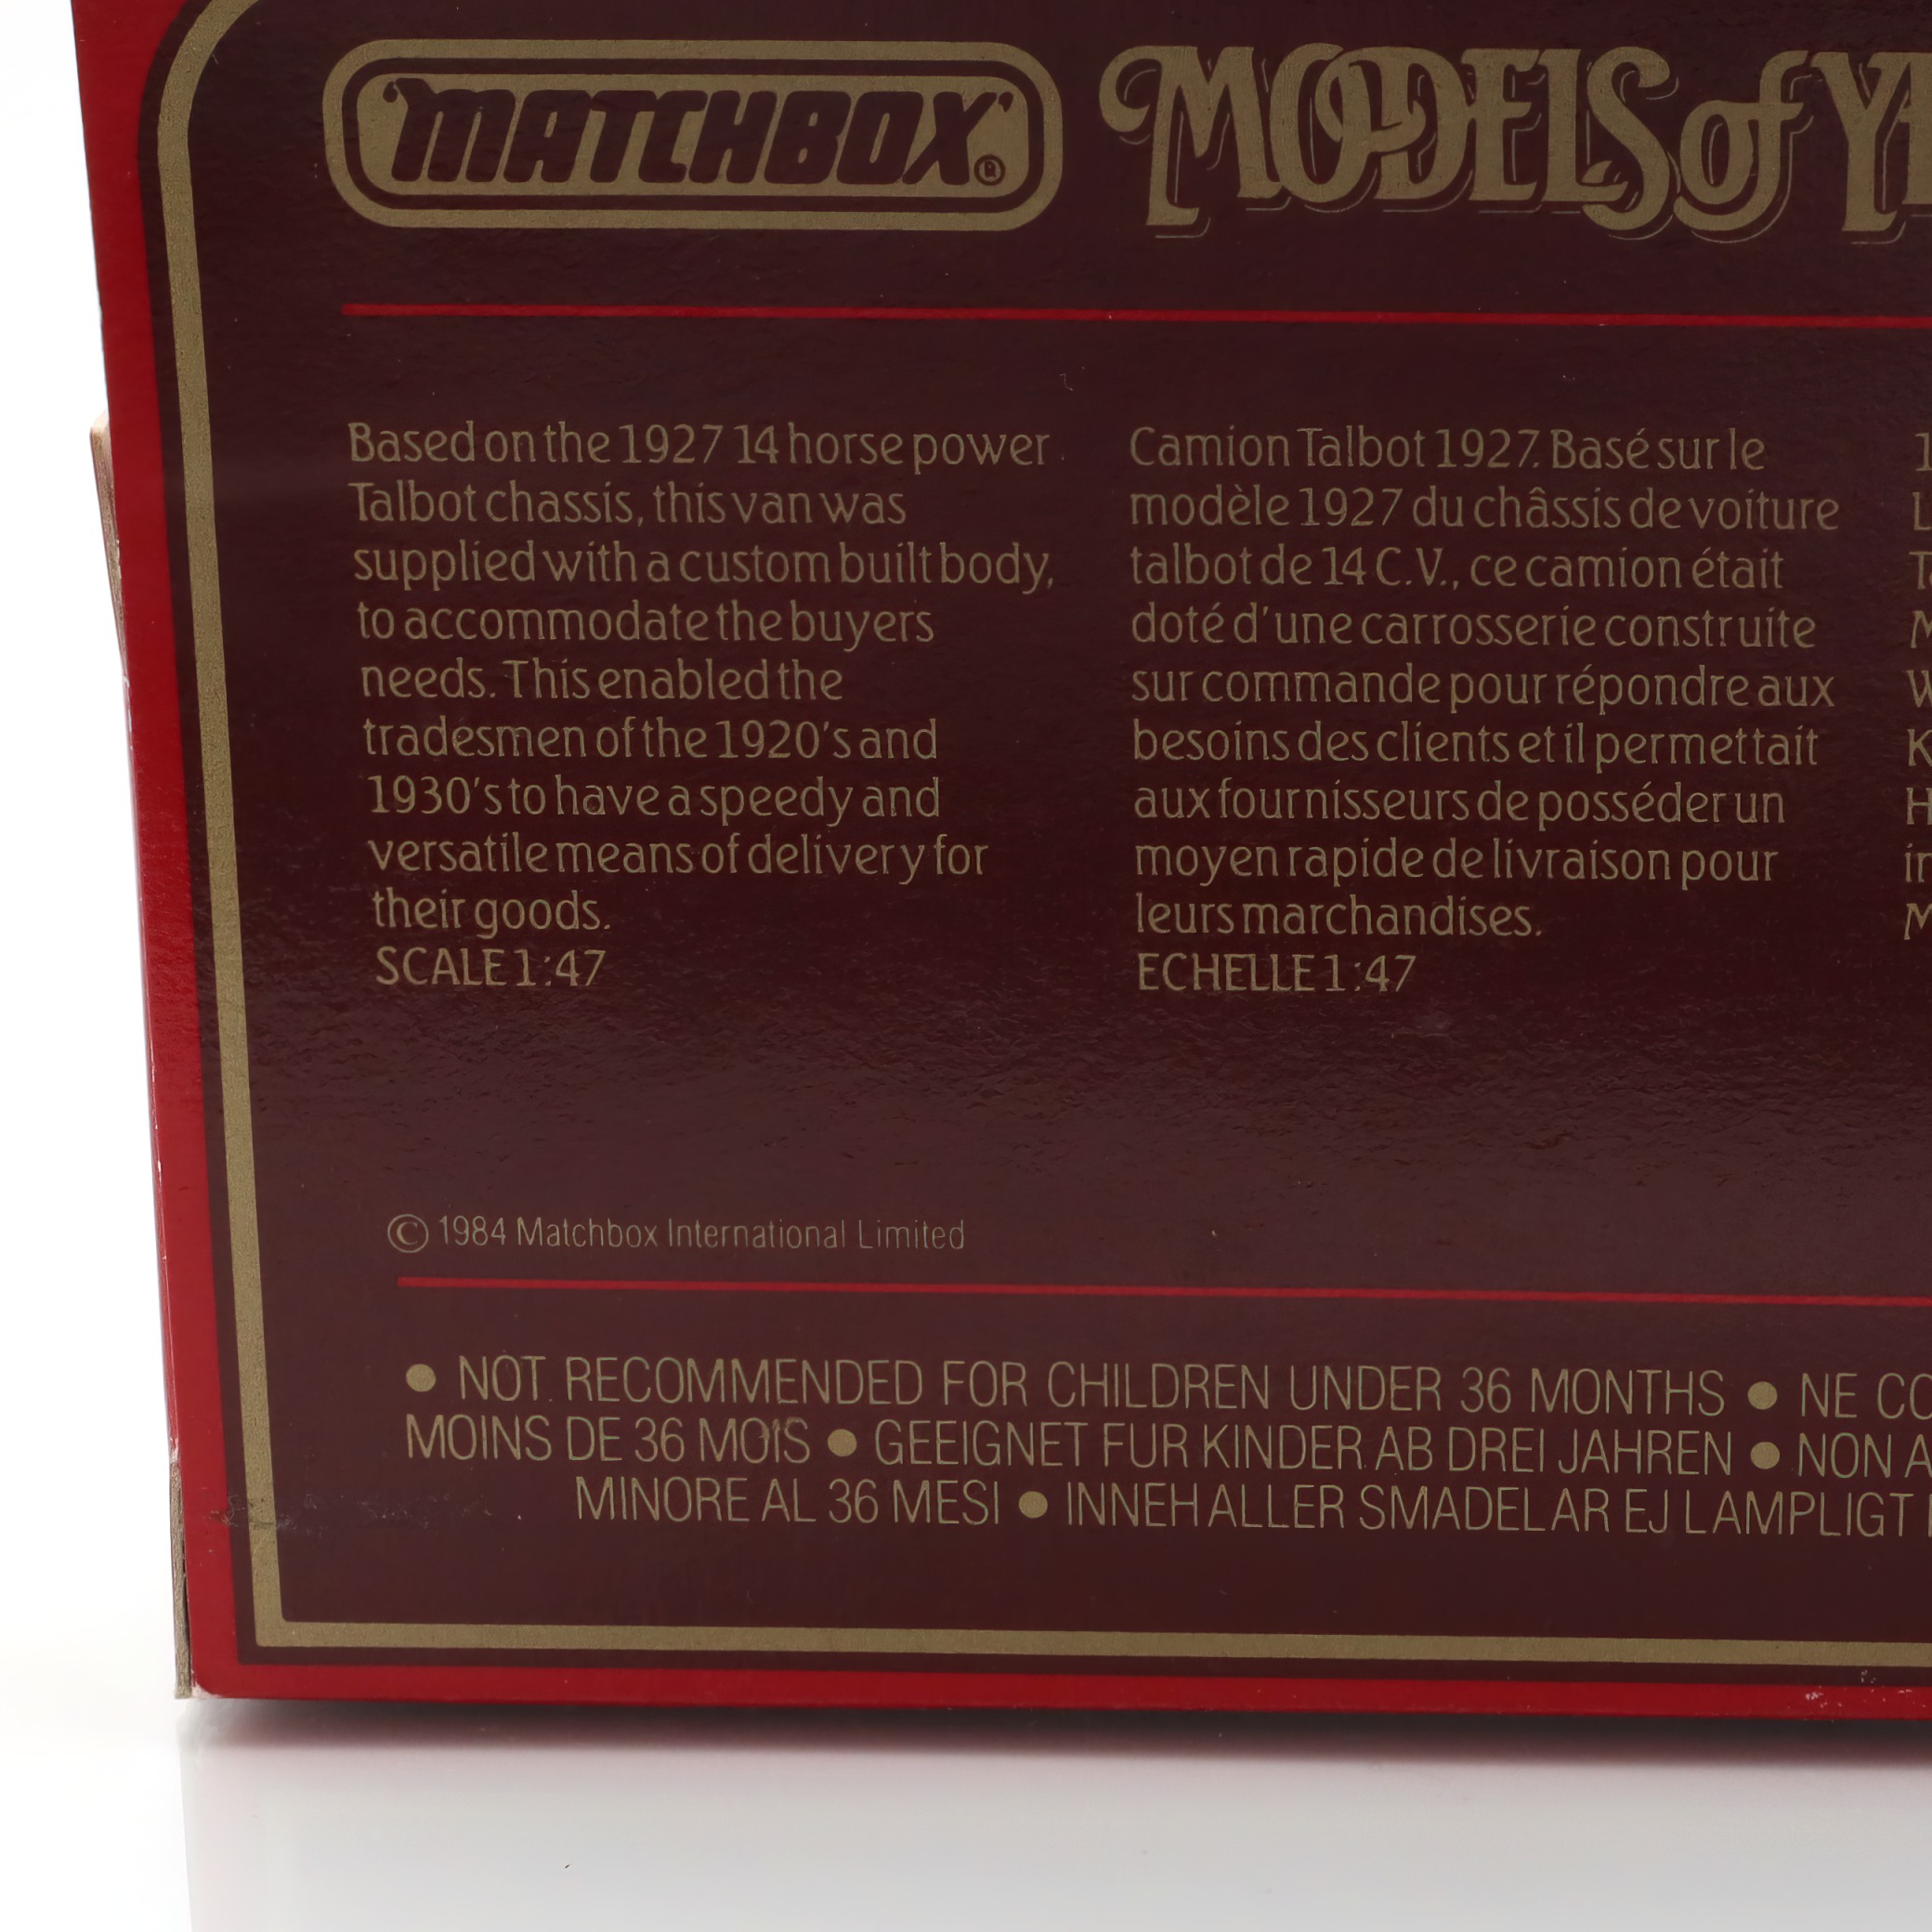 'MATCHBOX'® MODELS of
Based on the 1927 14 horse power
Talbot chassis, this van was
supplied with a custom built body,
to accommodate the buyers
needs. This enabled the
tradesmen of the 1920's and
1930's to have a speedy and
versatile means of delivery for
their goods.
SCALE 1:47
Camion Talbot 1927. Basé sur le
modèle 1927 du châssis de voiture
talbot de 14 C.V., ce camion était
doté d'une carrosserie construite
sur commande pour répondre aux
besoins des clients et il permettait
aux fournisseurs de posséder un
moyen rapide de livraison pour
leurs marchandises.
ECHELLE 1:47
© 1984 Matchbox International Limited
● NOT RECOMMENDED FOR CHILDREN UNDER 36 MONTHS ● NE
MOINS DE 36 MOIS ● GEEIGNET FUR KINDER AB DREI JAHREN ● NON
MINORE AL 36 MESI ● INNEHALLER SMADELAR EJ LAMPLIGT